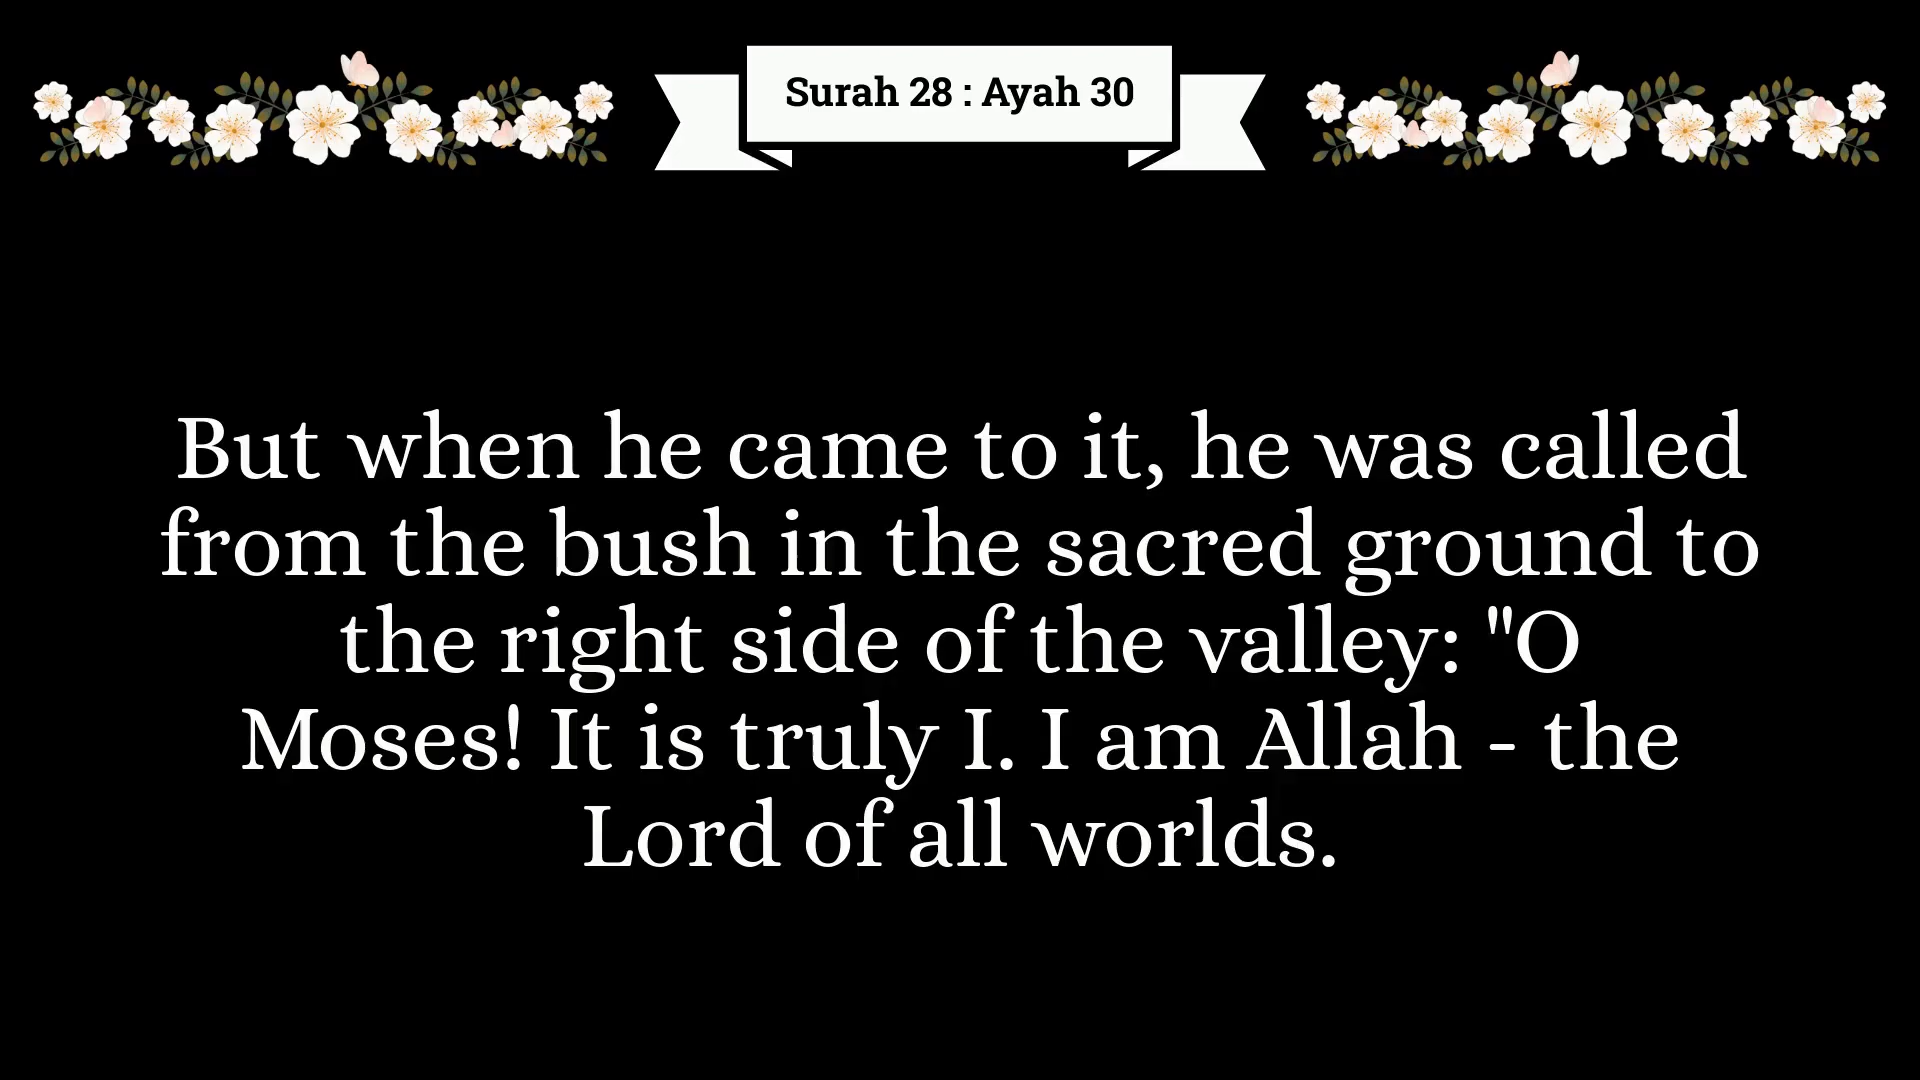 Surah 28 : Ayah 30
But when he came to it, he was called
from the bush in the sacred ground to
the right side of the valley: "O
Moses! It is truly I. I am Allah - the
Lord of all worlds.